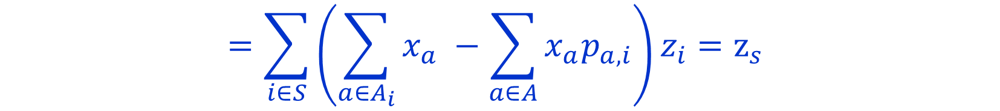 = ∑_{i∈S} (∑_{a∈A_i} x_a − ∑_{a∈A} x_a p_{a,i}) z_i = z_s